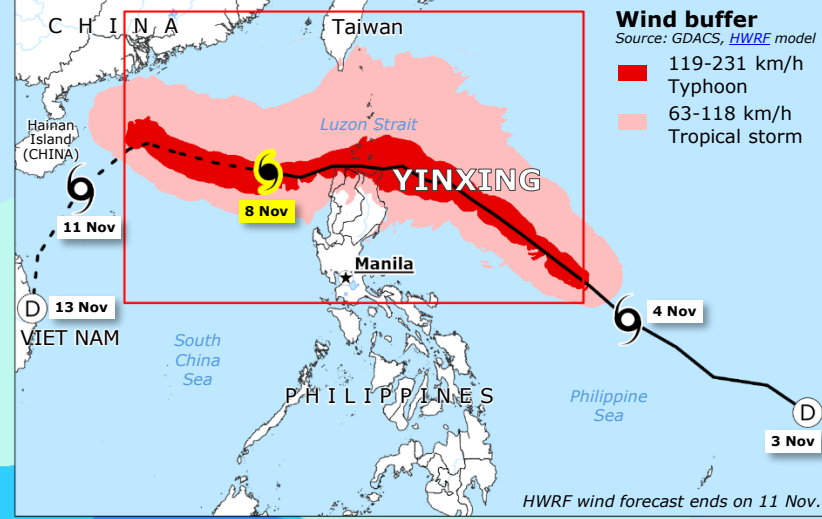 Wind buffer
Source: GDACS, HWRF model
119-231 km/h
Typhoon
63-118 km/h
Tropical storm
CHINA
Taiwan
Luzon Strait
Hainan
Island
(CHINA)
YINXING
8 Nov
11 Nov
Manila
D
13 Nov
4 Nov
VIET NAM
South
China
Sea
PHILIPPINES
Philippine
Sea
D
3 Nov
HWRF wind forecast ends on 11 Nov.